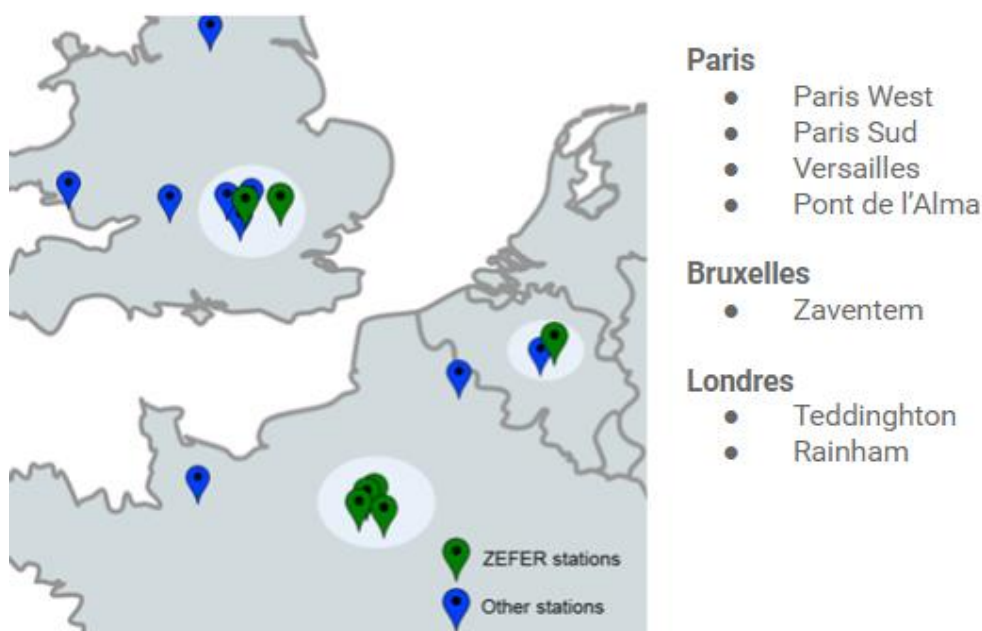 Paris
● Paris West
● Paris Sud
● Versailles
● Pont de l'Alma
Bruxelles
● Zaventem
Londres
● Teddinghton
● Rainham
ZEFER stations
Other stations